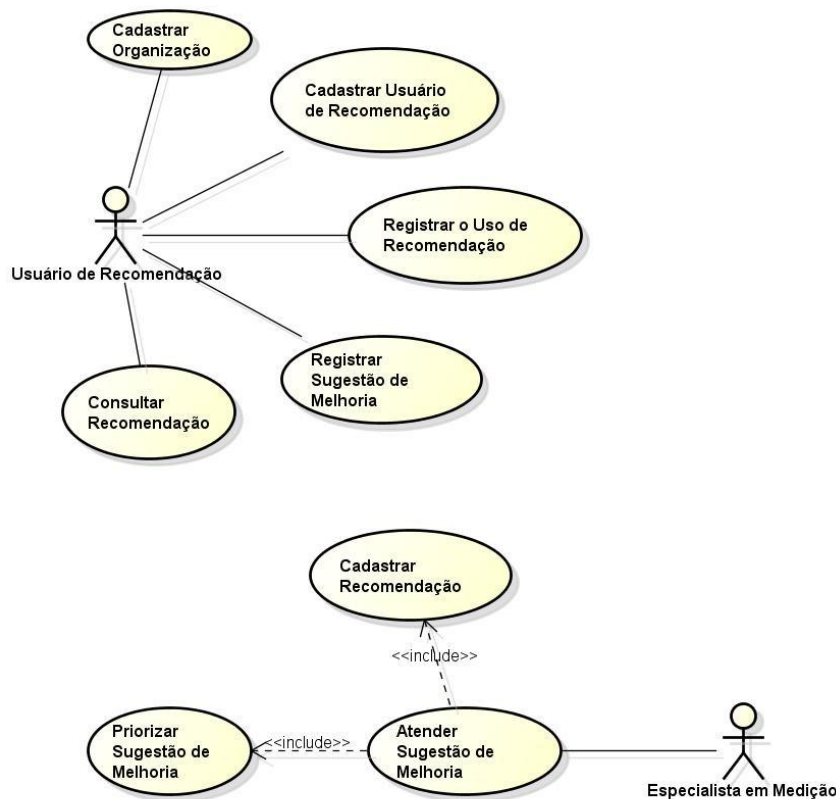 Cadastrar
Organização
Cadastrar Usuário
de Recomendação
Registrar o Uso de
Recomendação
Usuário de Recomendação
Registrar
Sugestão de
Melhoria
Consultar
Recomendação
Cadastrar
Recomendação
<<include>>
Priorizar
Sugestão de
Melhoria
<<include>>
Atender
Sugestão de
Melhoria
Especialista em Medição